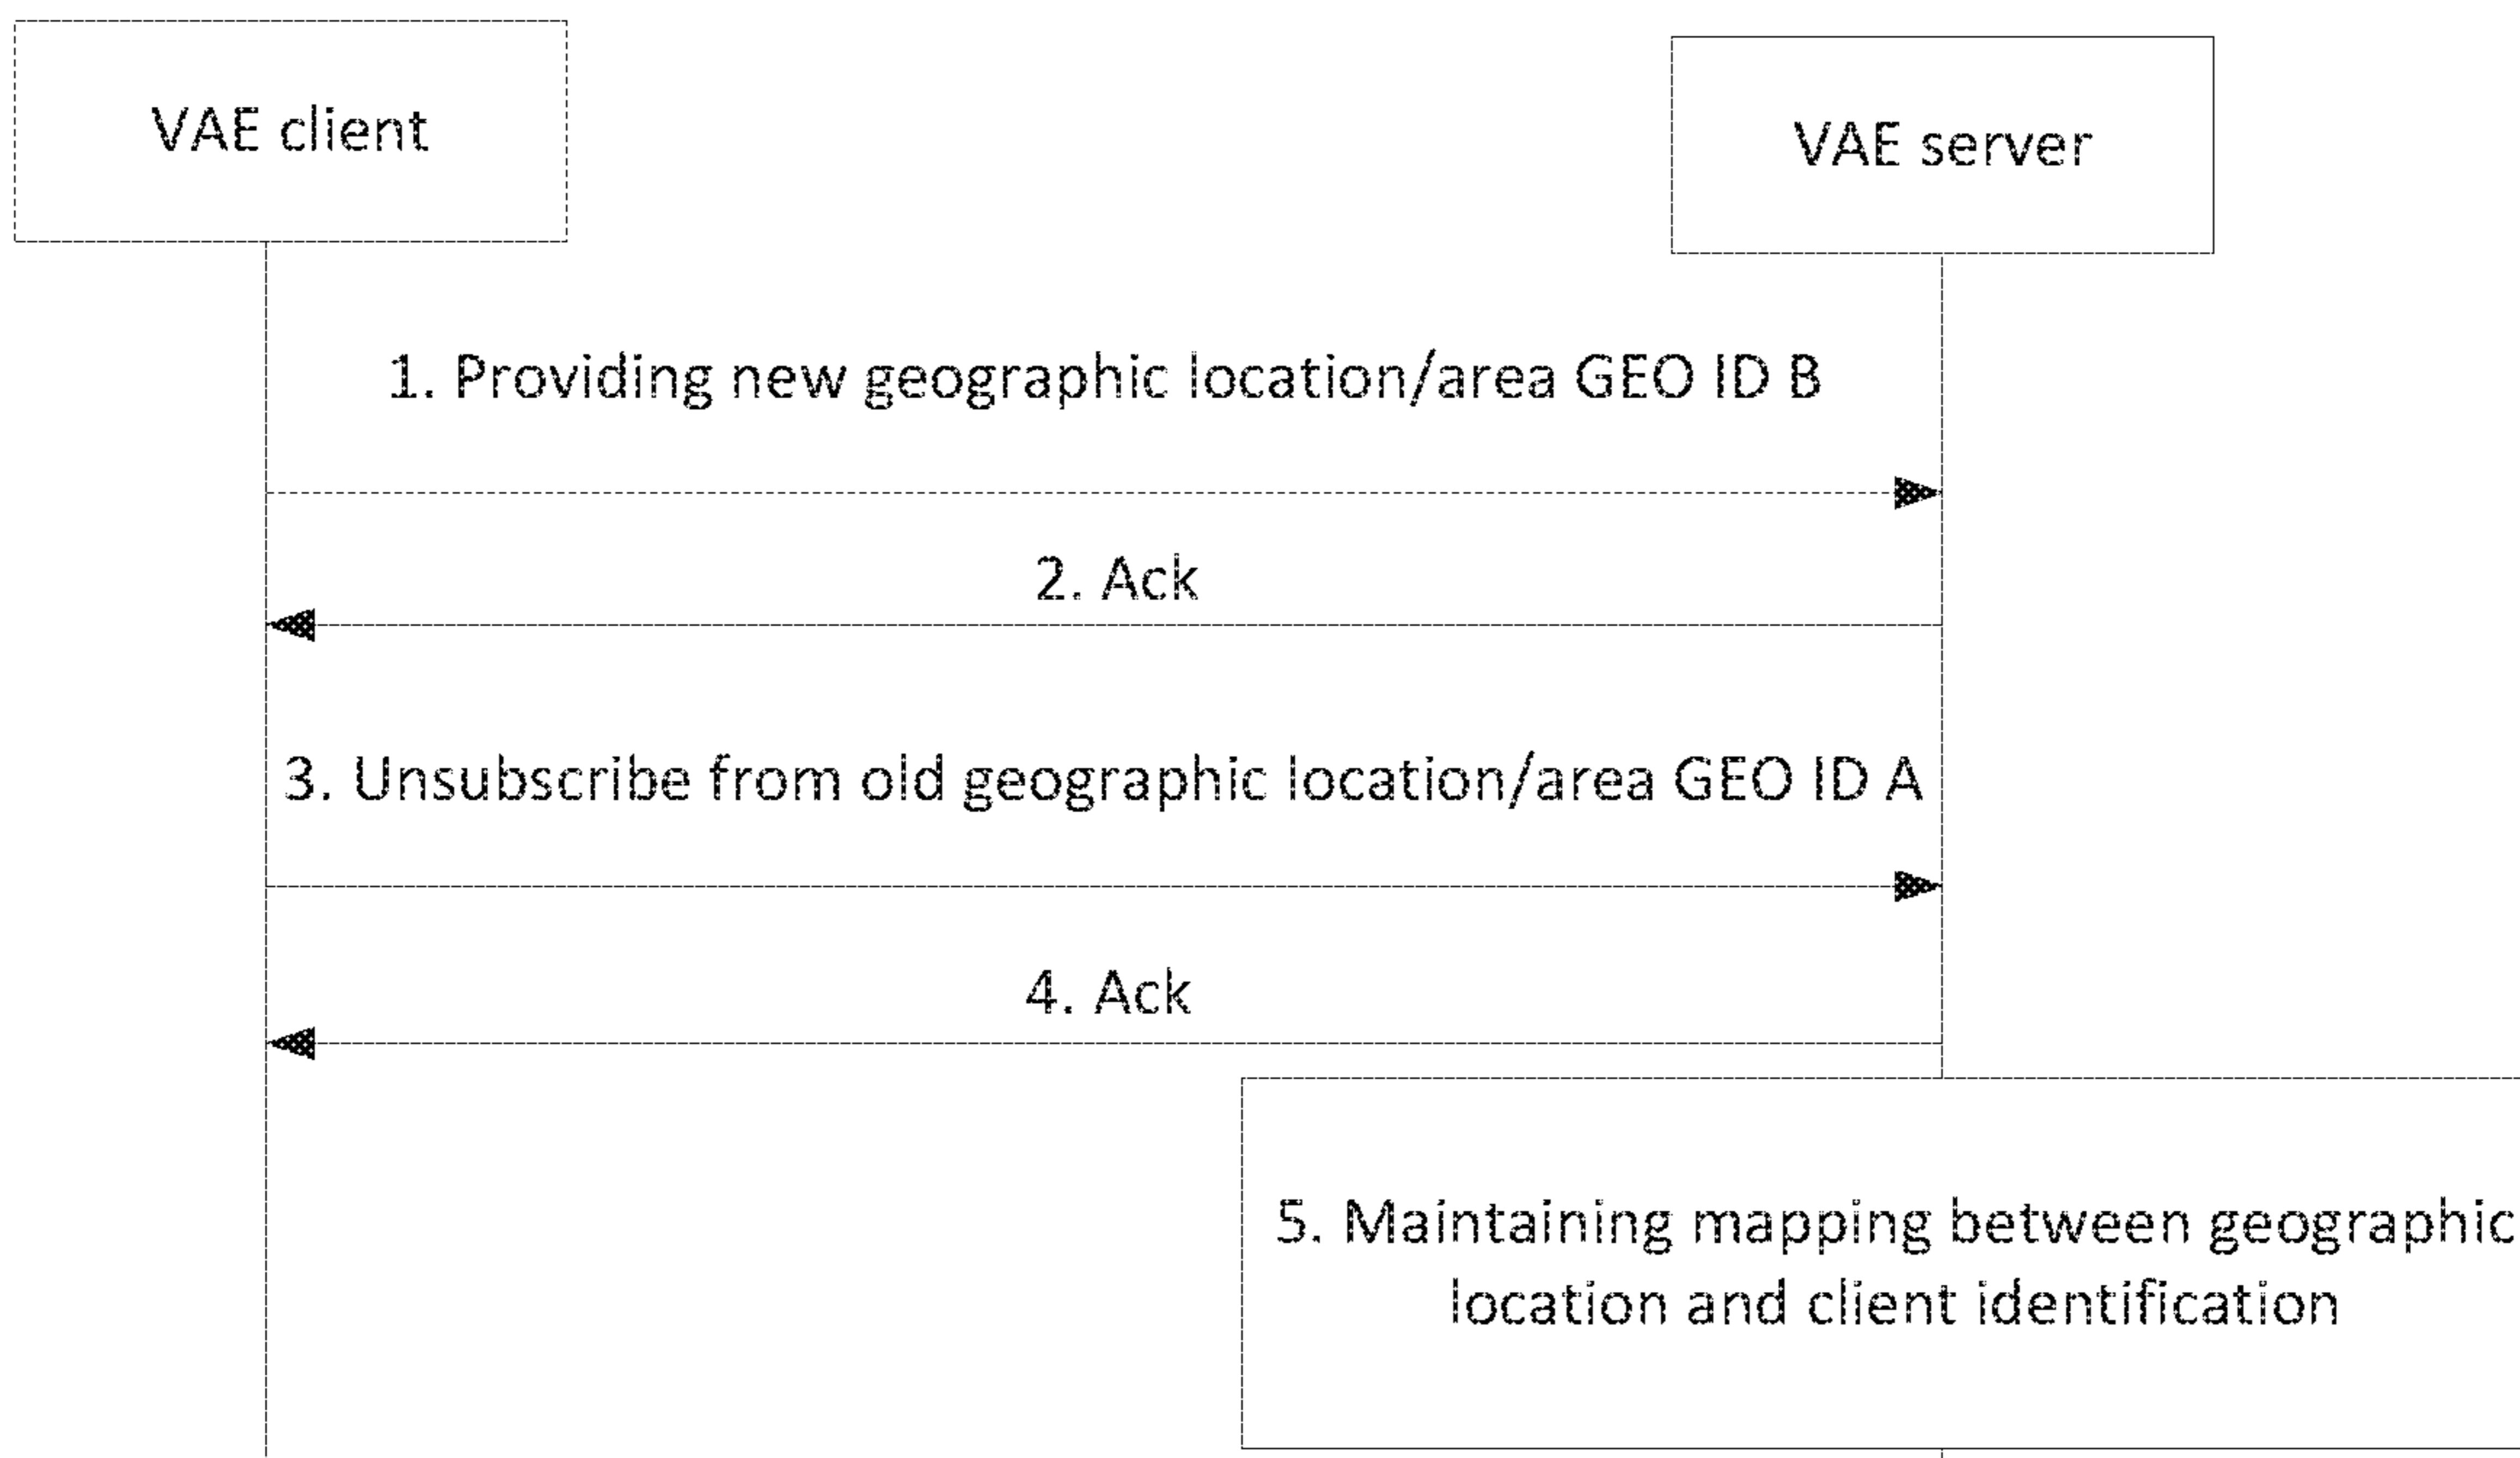 VAE client
VAE server
1. Providing new geographic location/area GEO ID B
2. Ack
3. Unsubscribe from old geographic location/area GEO ID A
4. Ack
5. Maintaining mapping between geographic
location and client identification